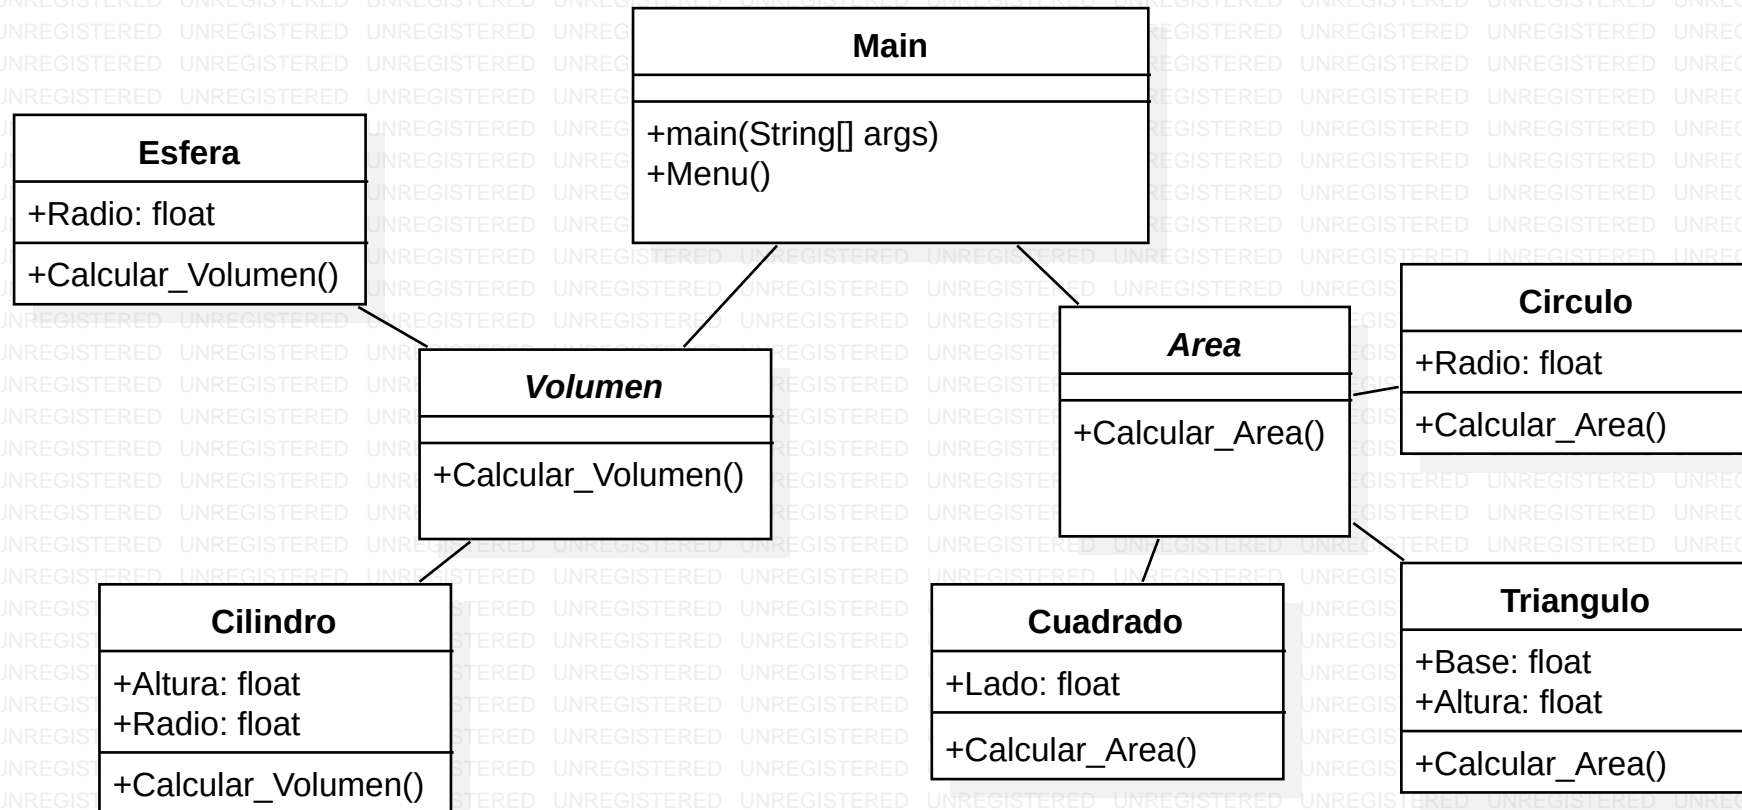 Main
+main(String[] args)
+Menu()
Esfera
+Radio: float
+Calcular_Volumen()
Volumen
+Calcular_Volumen()
Area
+Calcular_Area()
Circulo
+Radio: float
+Calcular_Area()
Cilindro
+Altura: float
+Radio: float
+Calcular_Volumen()
Cuadrado
+Lado: float
+Calcular_Area()
Triangulo
+Base: float
+Altura: float
+Calcular_Area()
UNREGISTERED